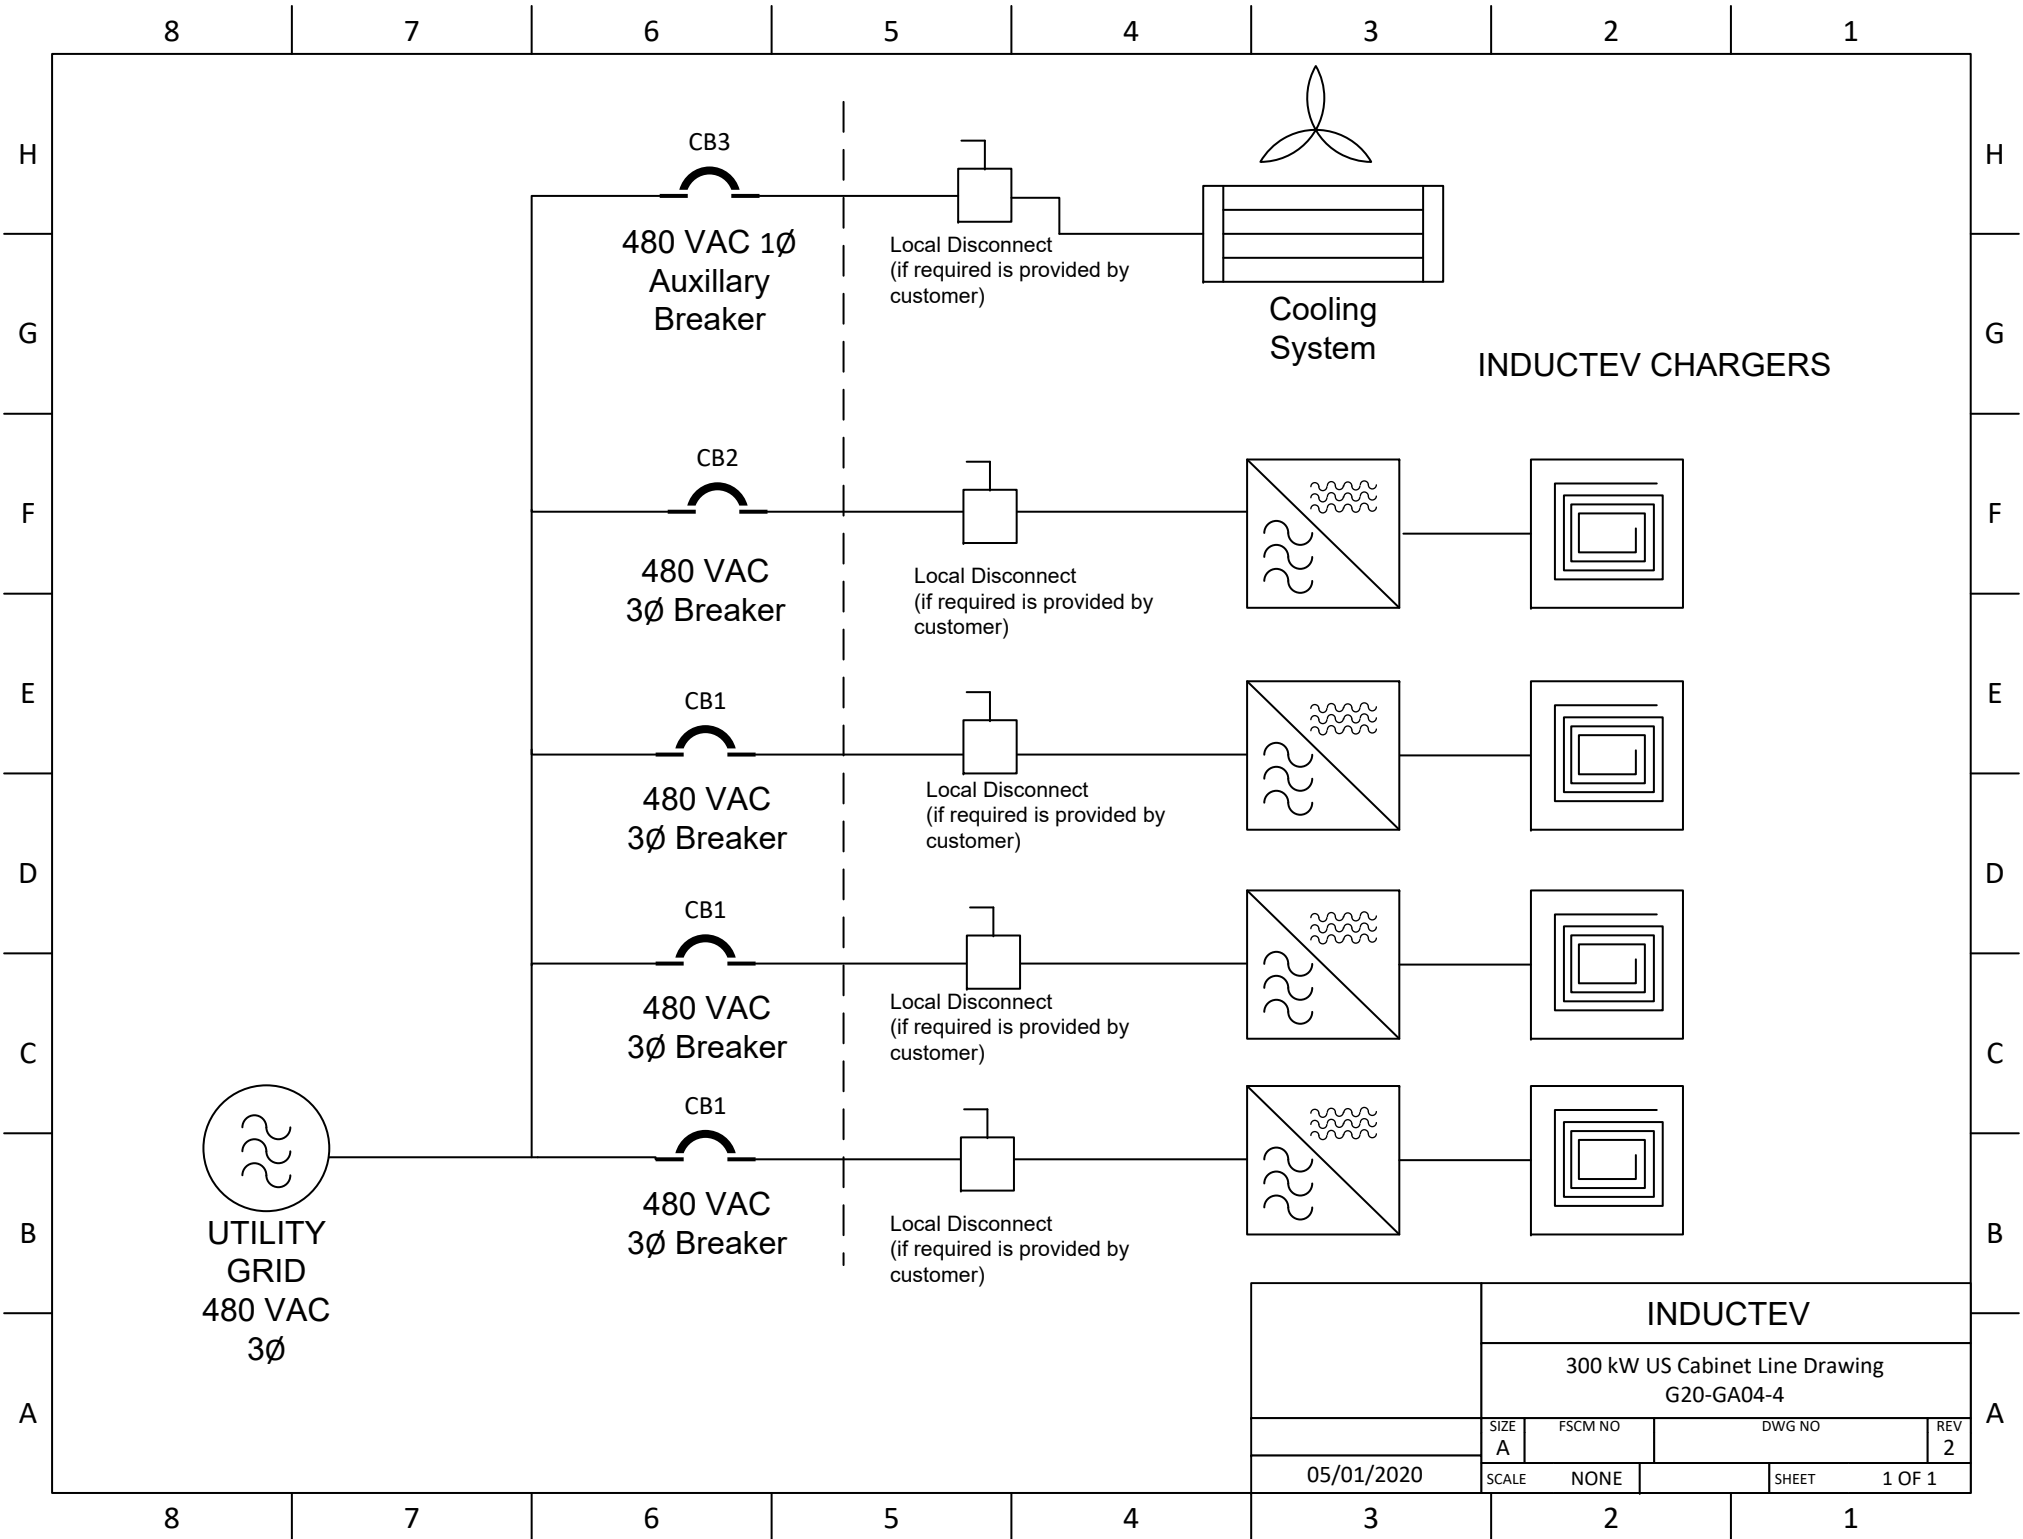 8 7 6 5 4 3 2 1
H H
CB3
480 VAC 1Ø
Auxillary
Breaker
Local Disconnect
(if required is provided by
customer)
Cooling
System
G G
INDUCTEV CHARGERS
CB2
F F
480 VAC
3Ø Breaker
Local Disconnect
(if required is provided by
customer)
E E
CB1
480 VAC
3Ø Breaker
Local Disconnect
(if required is provided by
customer)
D D
CB1
480 VAC
3Ø Breaker
Local Disconnect
(if required is provided by
customer)
C C
CB1
480 VAC
3Ø Breaker
Local Disconnect
(if required is provided by
customer)
B B
UTILITY
GRID
480 VAC
3Ø
INDUCTEV
300 kW US Cabinet Line Drawing
G20-GA04-4
A A
SIZE FSCM NO DWG NO REV
A 2
05/01/2020 SCALE NONE SHEET 1 OF 1
8 7 6 5 4 3 2 1